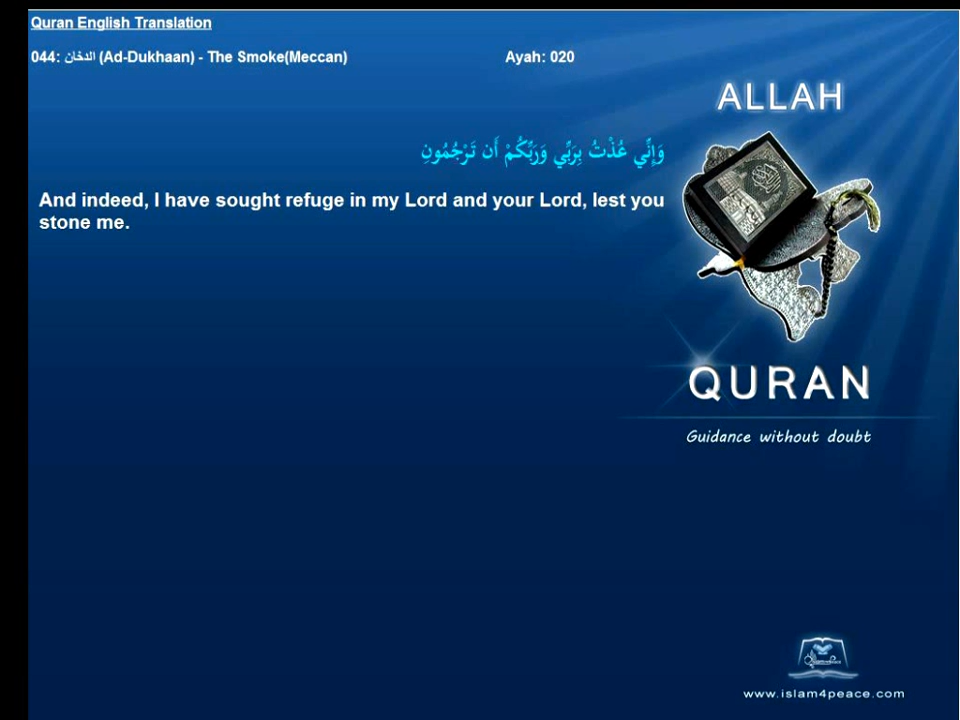 Quran English Translation
044: الدخان (Ad-Dukhaan) - The Smoke(Meccan) Ayah: 020
ALLAH
وَإِنِّي عُذْتُ بِرَبِّي وَرَبِّكُمْ أَن تَرْجُمُونِ
And indeed, I have sought refuge in my Lord and your Lord, lest you
stone me.
QURAN
Guidance without doubt
www.islam4peace.com